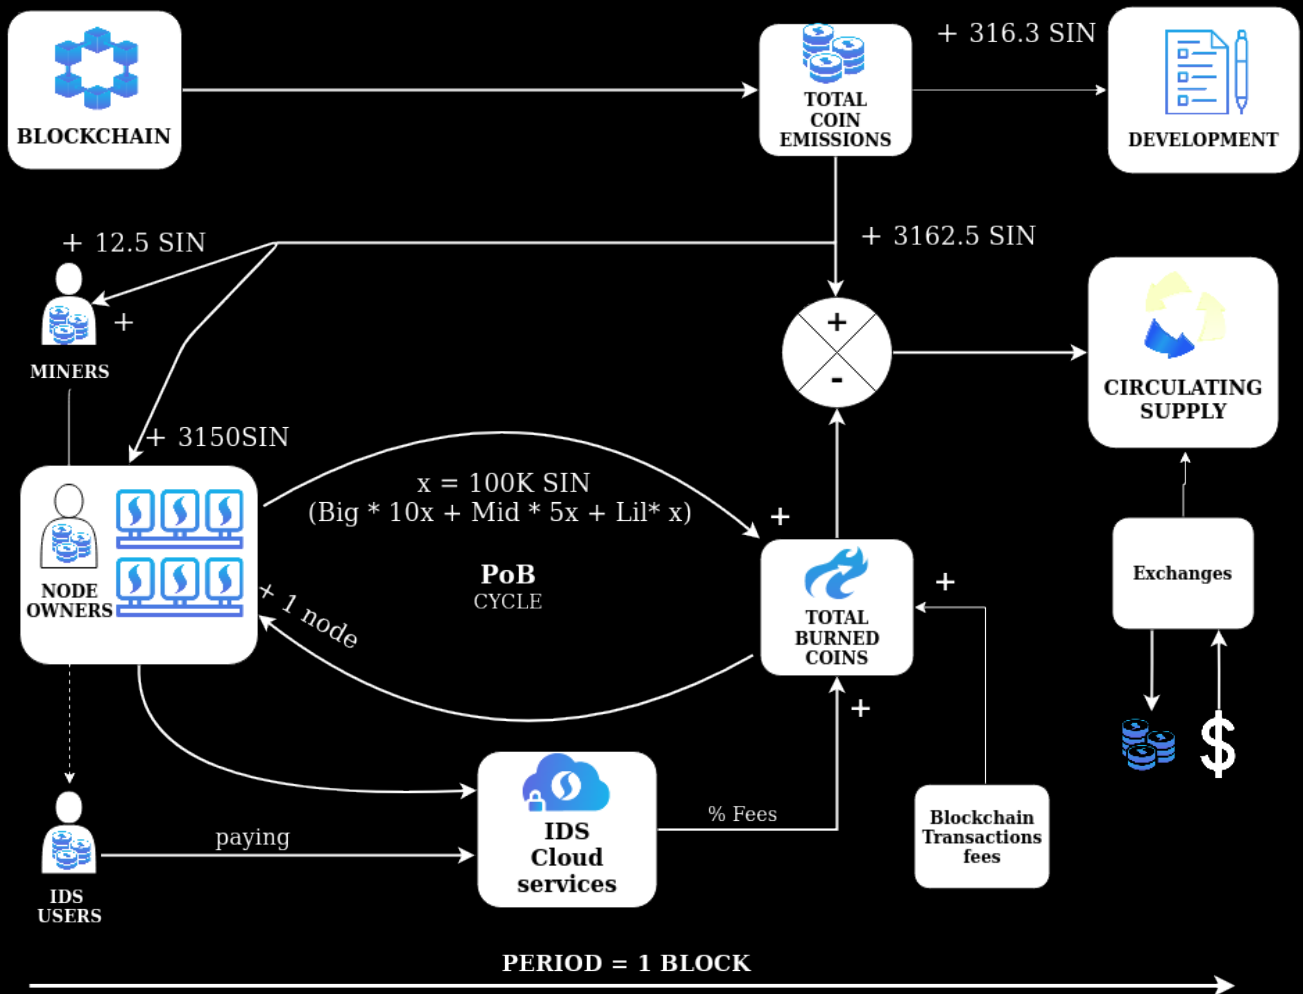 BLOCKCHAIN
TOTAL
COIN
EMISSIONS
+ 316.3 SIN
DEVELOPMENT
+ 12.5 SIN
+ 3162.5 SIN
+
MINERS
+
-
CIRCULATING
SUPPLY
+ 3150SIN
x = 100K SIN
(Big * 10x + Mid * 5x + Lil* x)
+
PoB
CYCLE
NODE
OWNERS
+ 1 node
TOTAL
BURNED
COINS
+
Exchanges
+
$
IDS
Cloud
services
% Fees
Blockchain
Transactions
fees
paying
IDS
USERS
PERIOD = 1 BLOCK